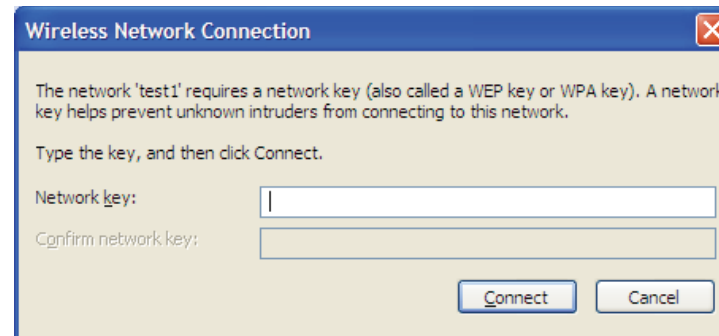 Wireless Network Connection
The network 'test1' requires a network key (also called a WEP key or WPA key). A network
key helps prevent unknown intruders from connecting to this network.
Type the key, and then click Connect.
Network key:
Confirm network key:
Connect Cancel